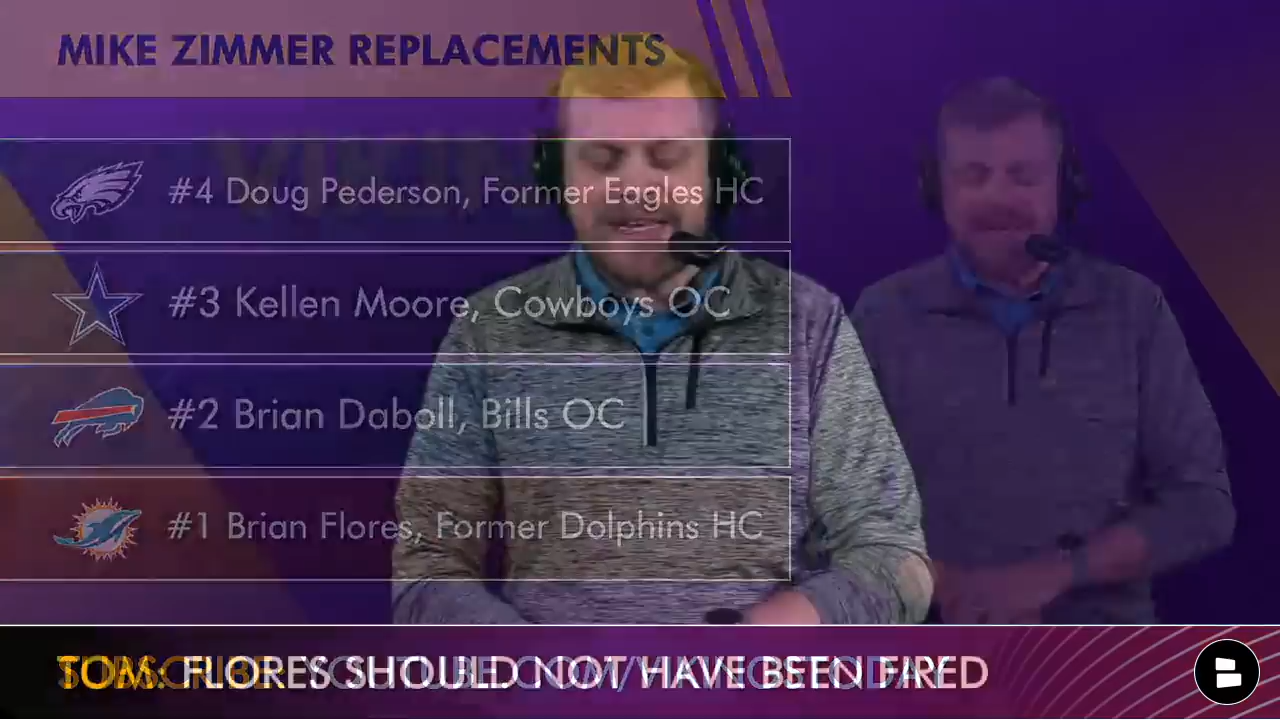 MIKE ZIMMER REPLACEMENTS
#4 Doug Pederson, Former Eagles HC
#3 Kellen Moore, Cowboys OC
#2 Brian Daboll, Bills OC
#1 Brian Flores, Former Dolphins HC
TOM: FLORES SHOULD NOT HAVE BEEN FIRED